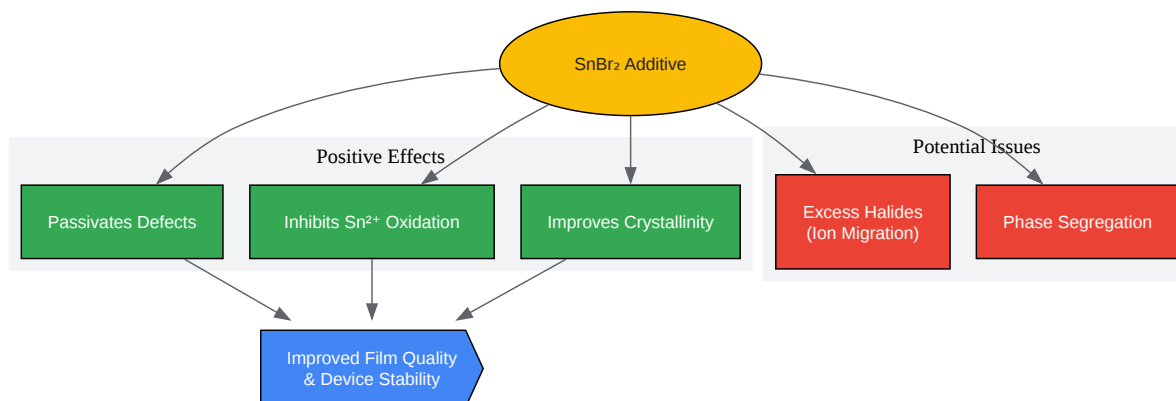 SnBr₂ Additive
Positive Effects
Potential Issues
Passivates Defects
Inhibits Sn²⁺ Oxidation
Improves Crystallinity
Excess Halides
(Ion Migration)
Phase Segregation
Improved Film Quality
& Device Stability